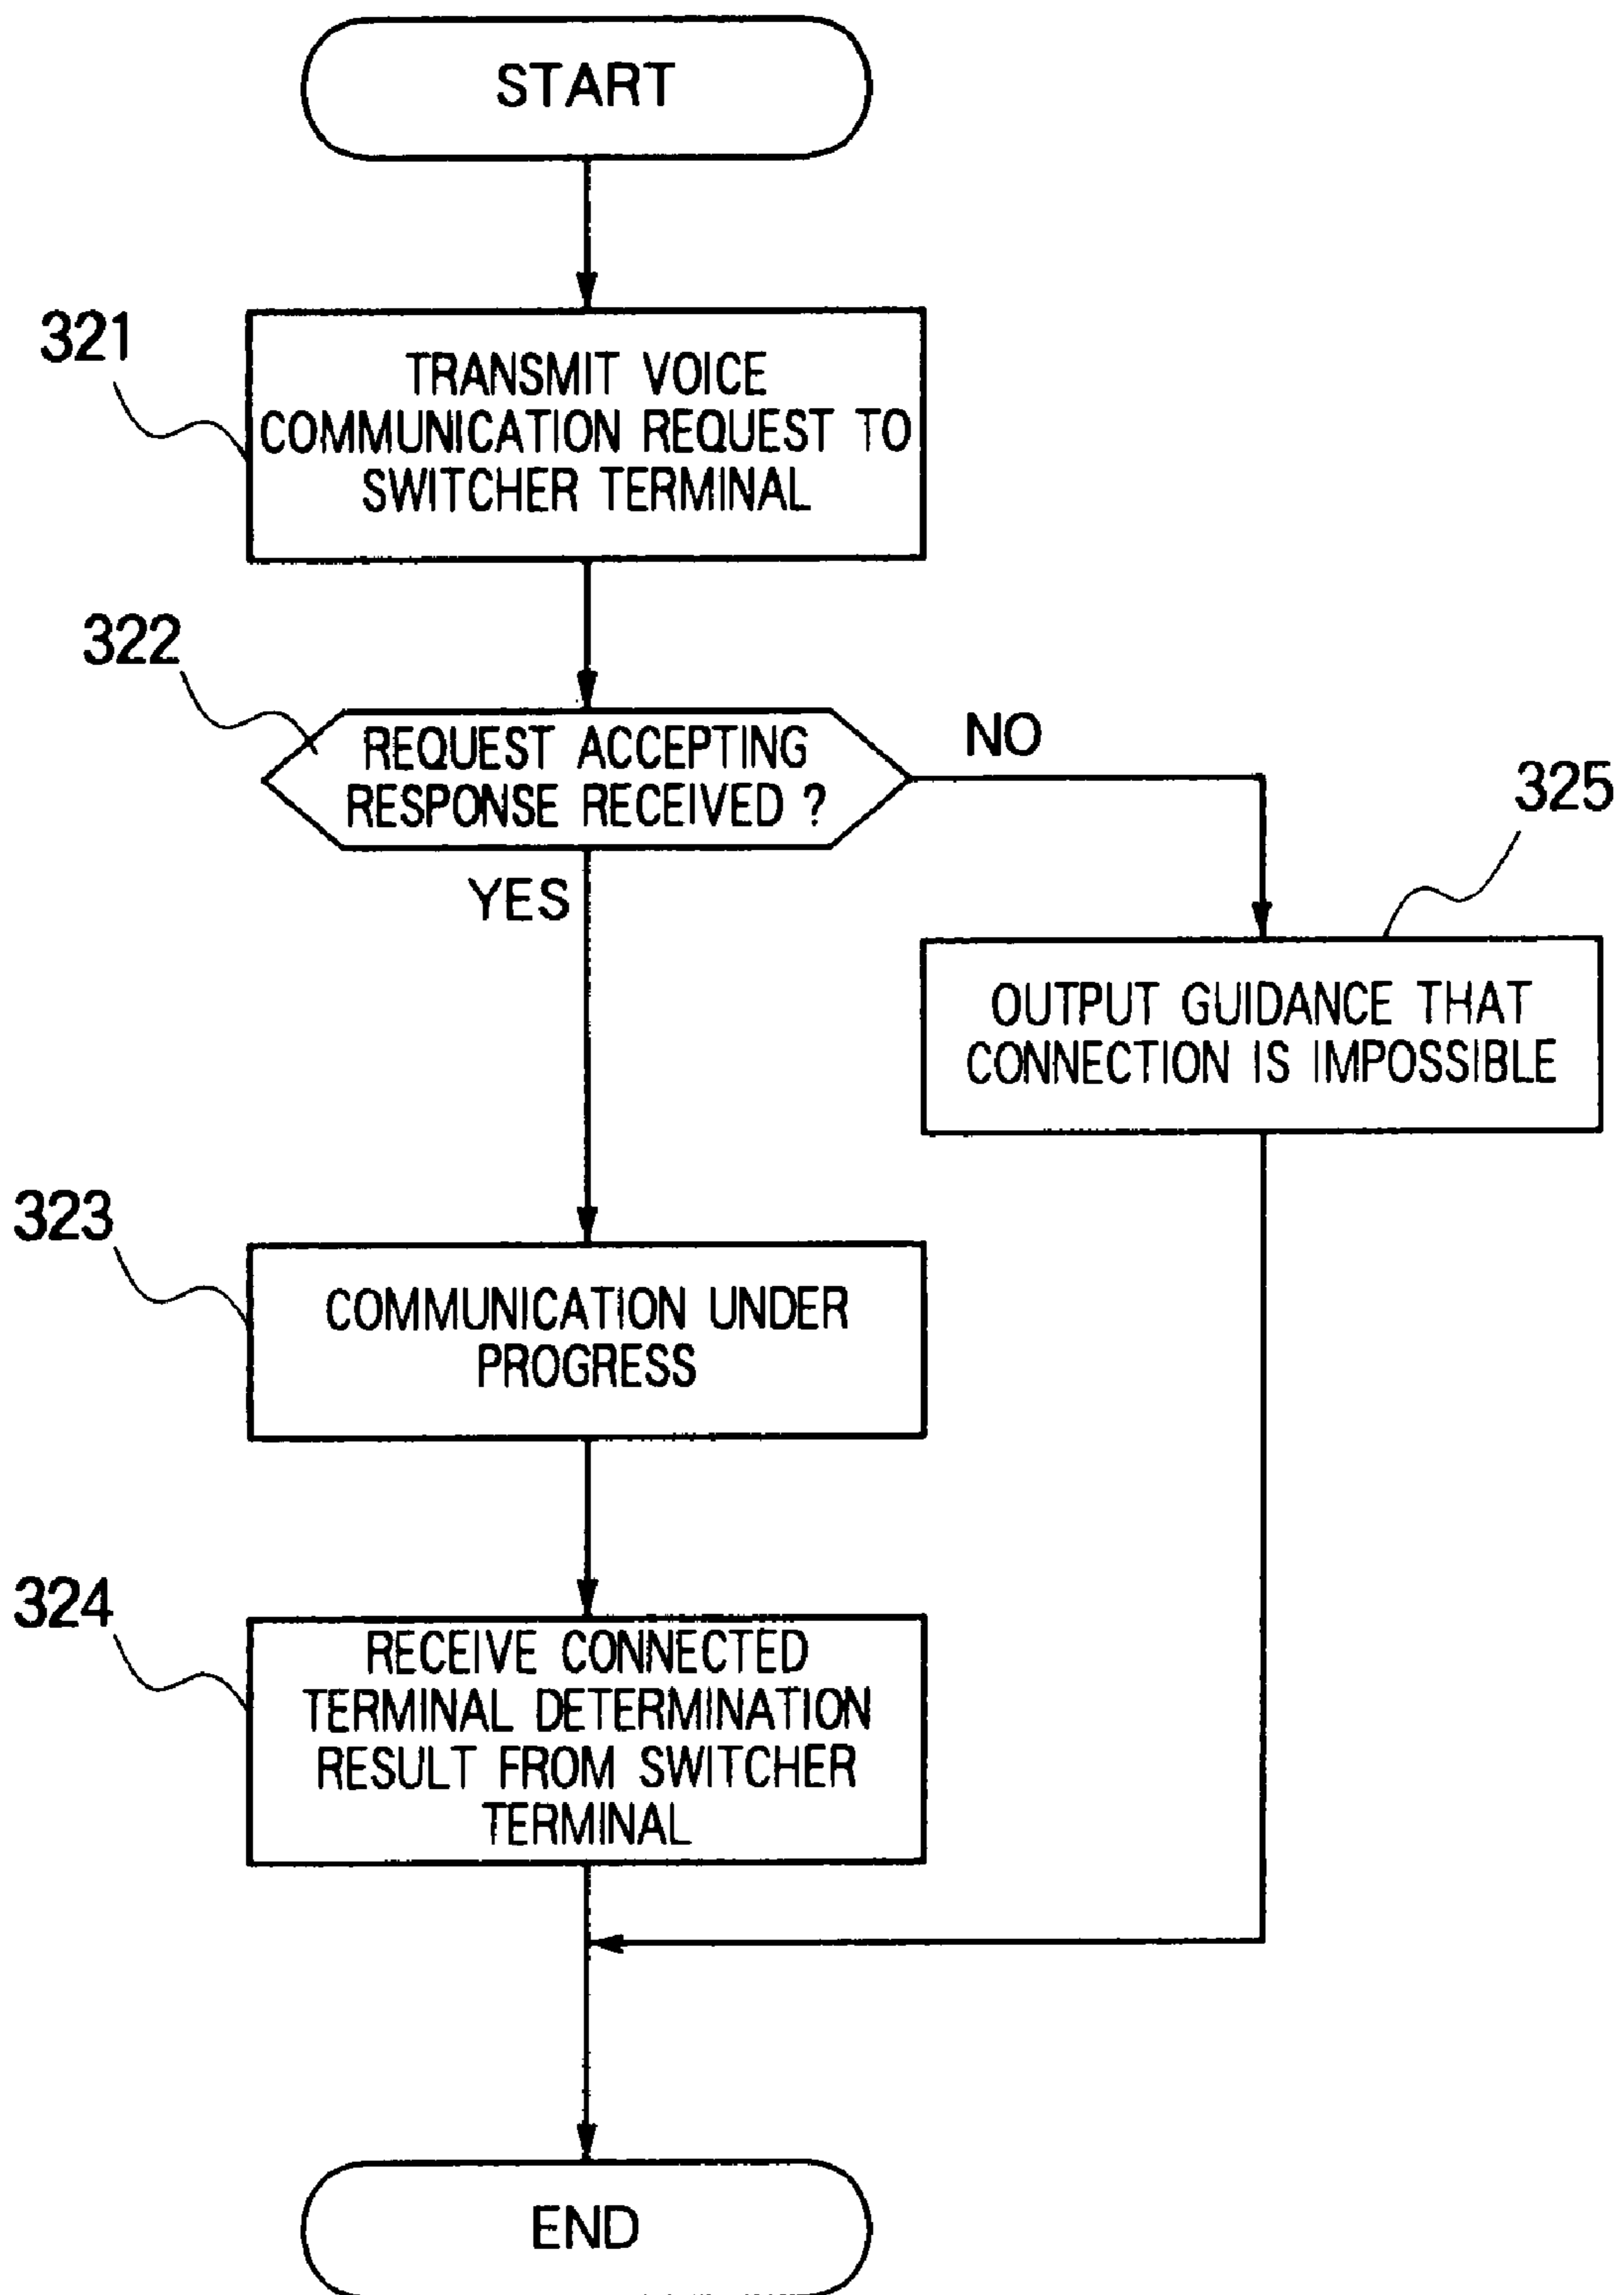 START
321
TRANSMIT VOICE
COMMUNICATION REQUEST TO
SWITCHER TERMINAL
322
REQUEST ACCEPTING
RESPONSE RECEIVED ?
NO
YES
325
OUTPUT GUIDANCE THAT
CONNECTION IS IMPOSSIBLE
323
COMMUNICATION UNDER
PROGRESS
324
RECEIVE CONNECTED
TERMINAL DETERMINATION
RESULT FROM SWITCHER
TERMINAL
END